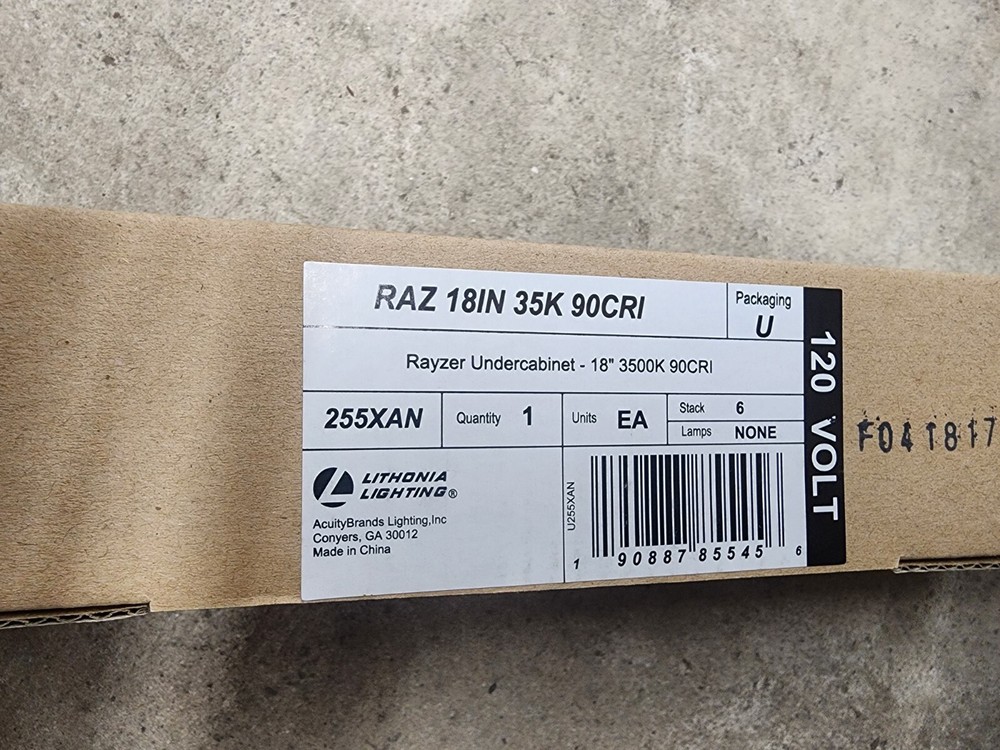 RAZ 18IN 35K 90CRI
Packaging
U
Rayzer Undercabinet - 18" 3500K 90CRI
255XAN
Quantity 1
Units EA
Stack 6
Lamps NONE
LITHONIA
LIGHTING®
AcuityBrands Lighting,Inc
Conyers, GA 30012
Made in China
U255XAN
1 90887 85545 6
120 VOLT
F041817